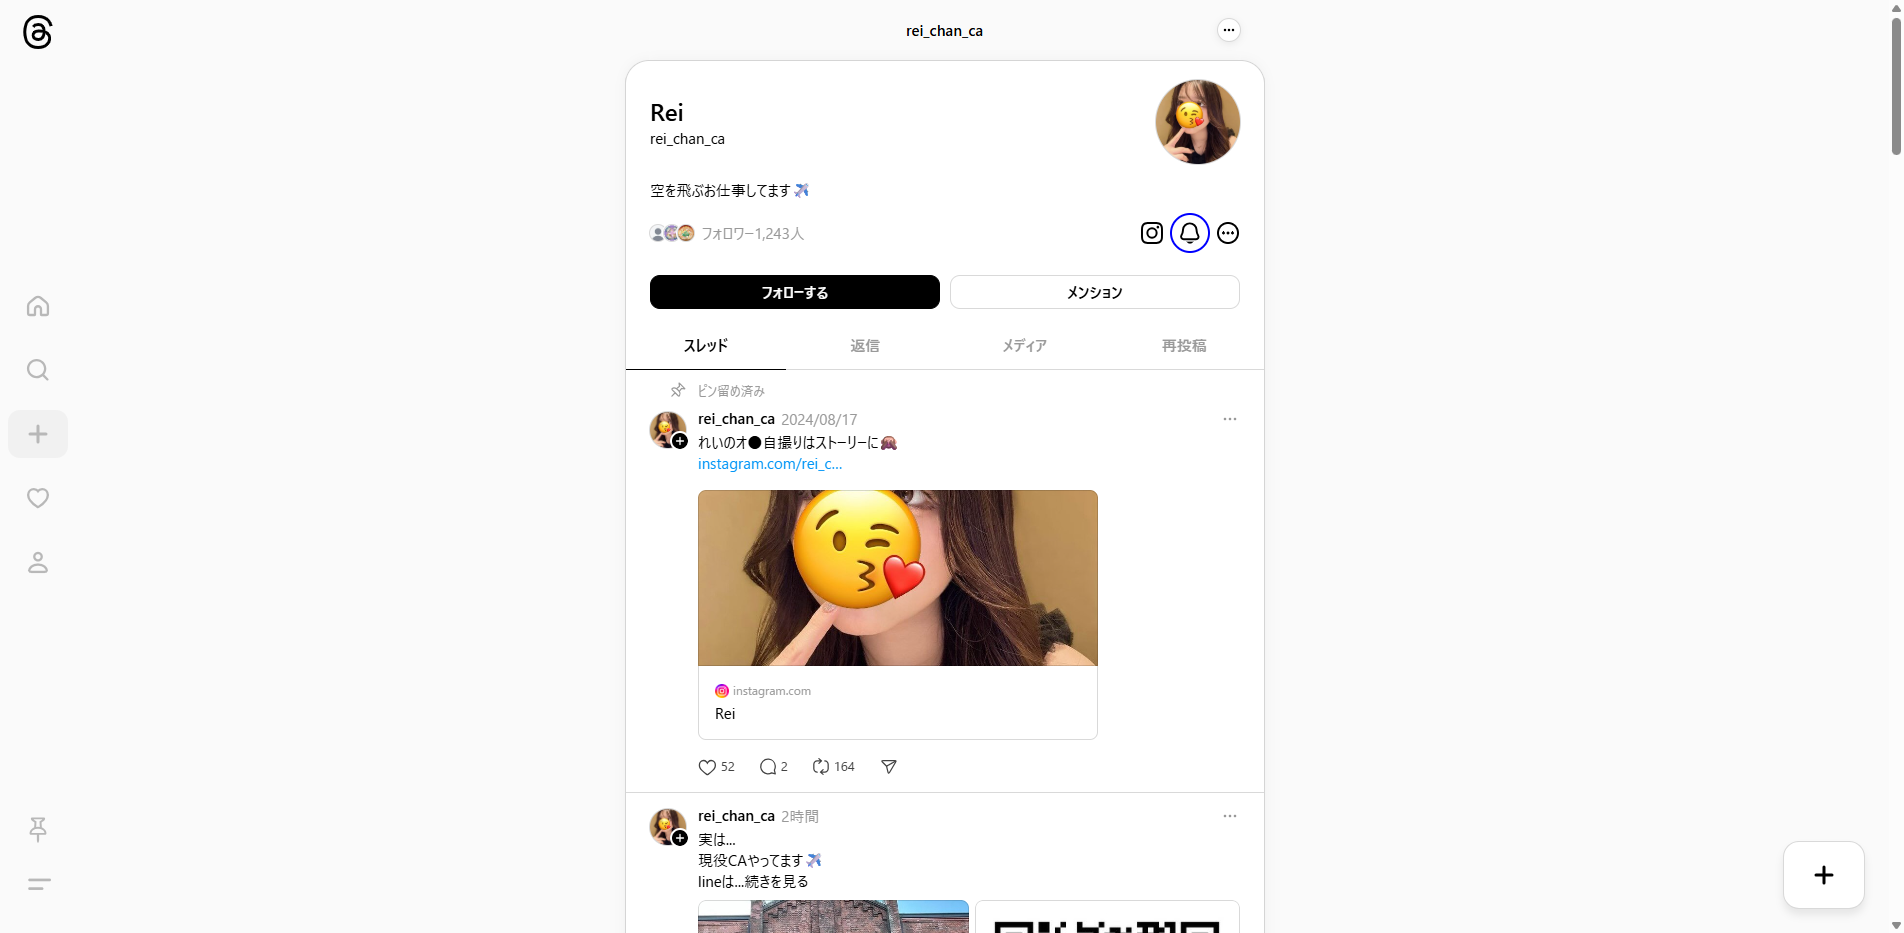 rei_chan_ca
Rei
rei_chan_ca
空を飛ぶお仕事してます✈️
フォロワー1,243人
フォローする
メンション
スレッド
返信
メディア
再投稿
ピン留め済み
rei_chan_ca 2024/08/17
れいのオ●自撮りはストーリーに🙈
instagram.com/rei_c...
instagram.com
Rei
52
2
164
rei_chan_ca 2時間
実は...
現役CAやってます✈️
lineは...続きを見る